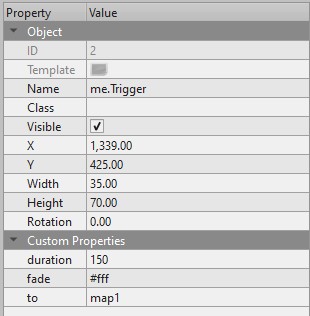 Property Value
Object
ID 2
Template
Name me.Trigger
Class
Visible
X 1,339.00
Y 425.00
Width 35.00
Height 70.00
Rotation 0.00
Custom Properties
duration 150
fade #fff
to map1